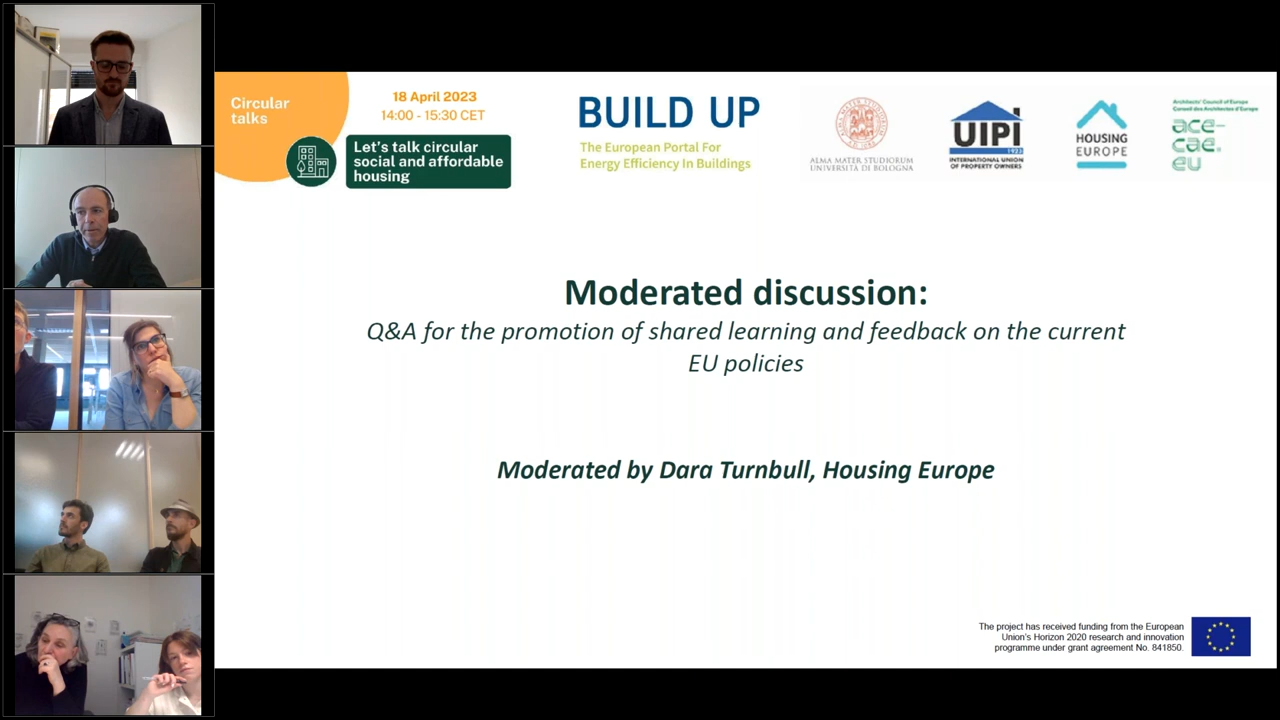 Circular
talks
18 April 2023
14:00 - 15:30 CET
Let's talk circular
social and affordable
housing
BUILD UP
The European Portal For
Energy Efficiency In Buildings
ALMA MATER STUDIORUM
UNIVERSITÀ DI BOLOGNA
UIPI
1923
INTERNATIONAL UNION
OF PROPERTY OWNERS
HOUSING
EUROPE
Architects' Council of Europe
Conseil des Architectes d'Europe
ace-
cae.
eu
Moderated discussion:
Q&A for the promotion of shared learning and feedback on the current
EU policies
Moderated by Dara Turnbull, Housing Europe
The project has received funding from the European
Union's Horizon 2020 research and innovation
programme under grant agreement No. 841850.